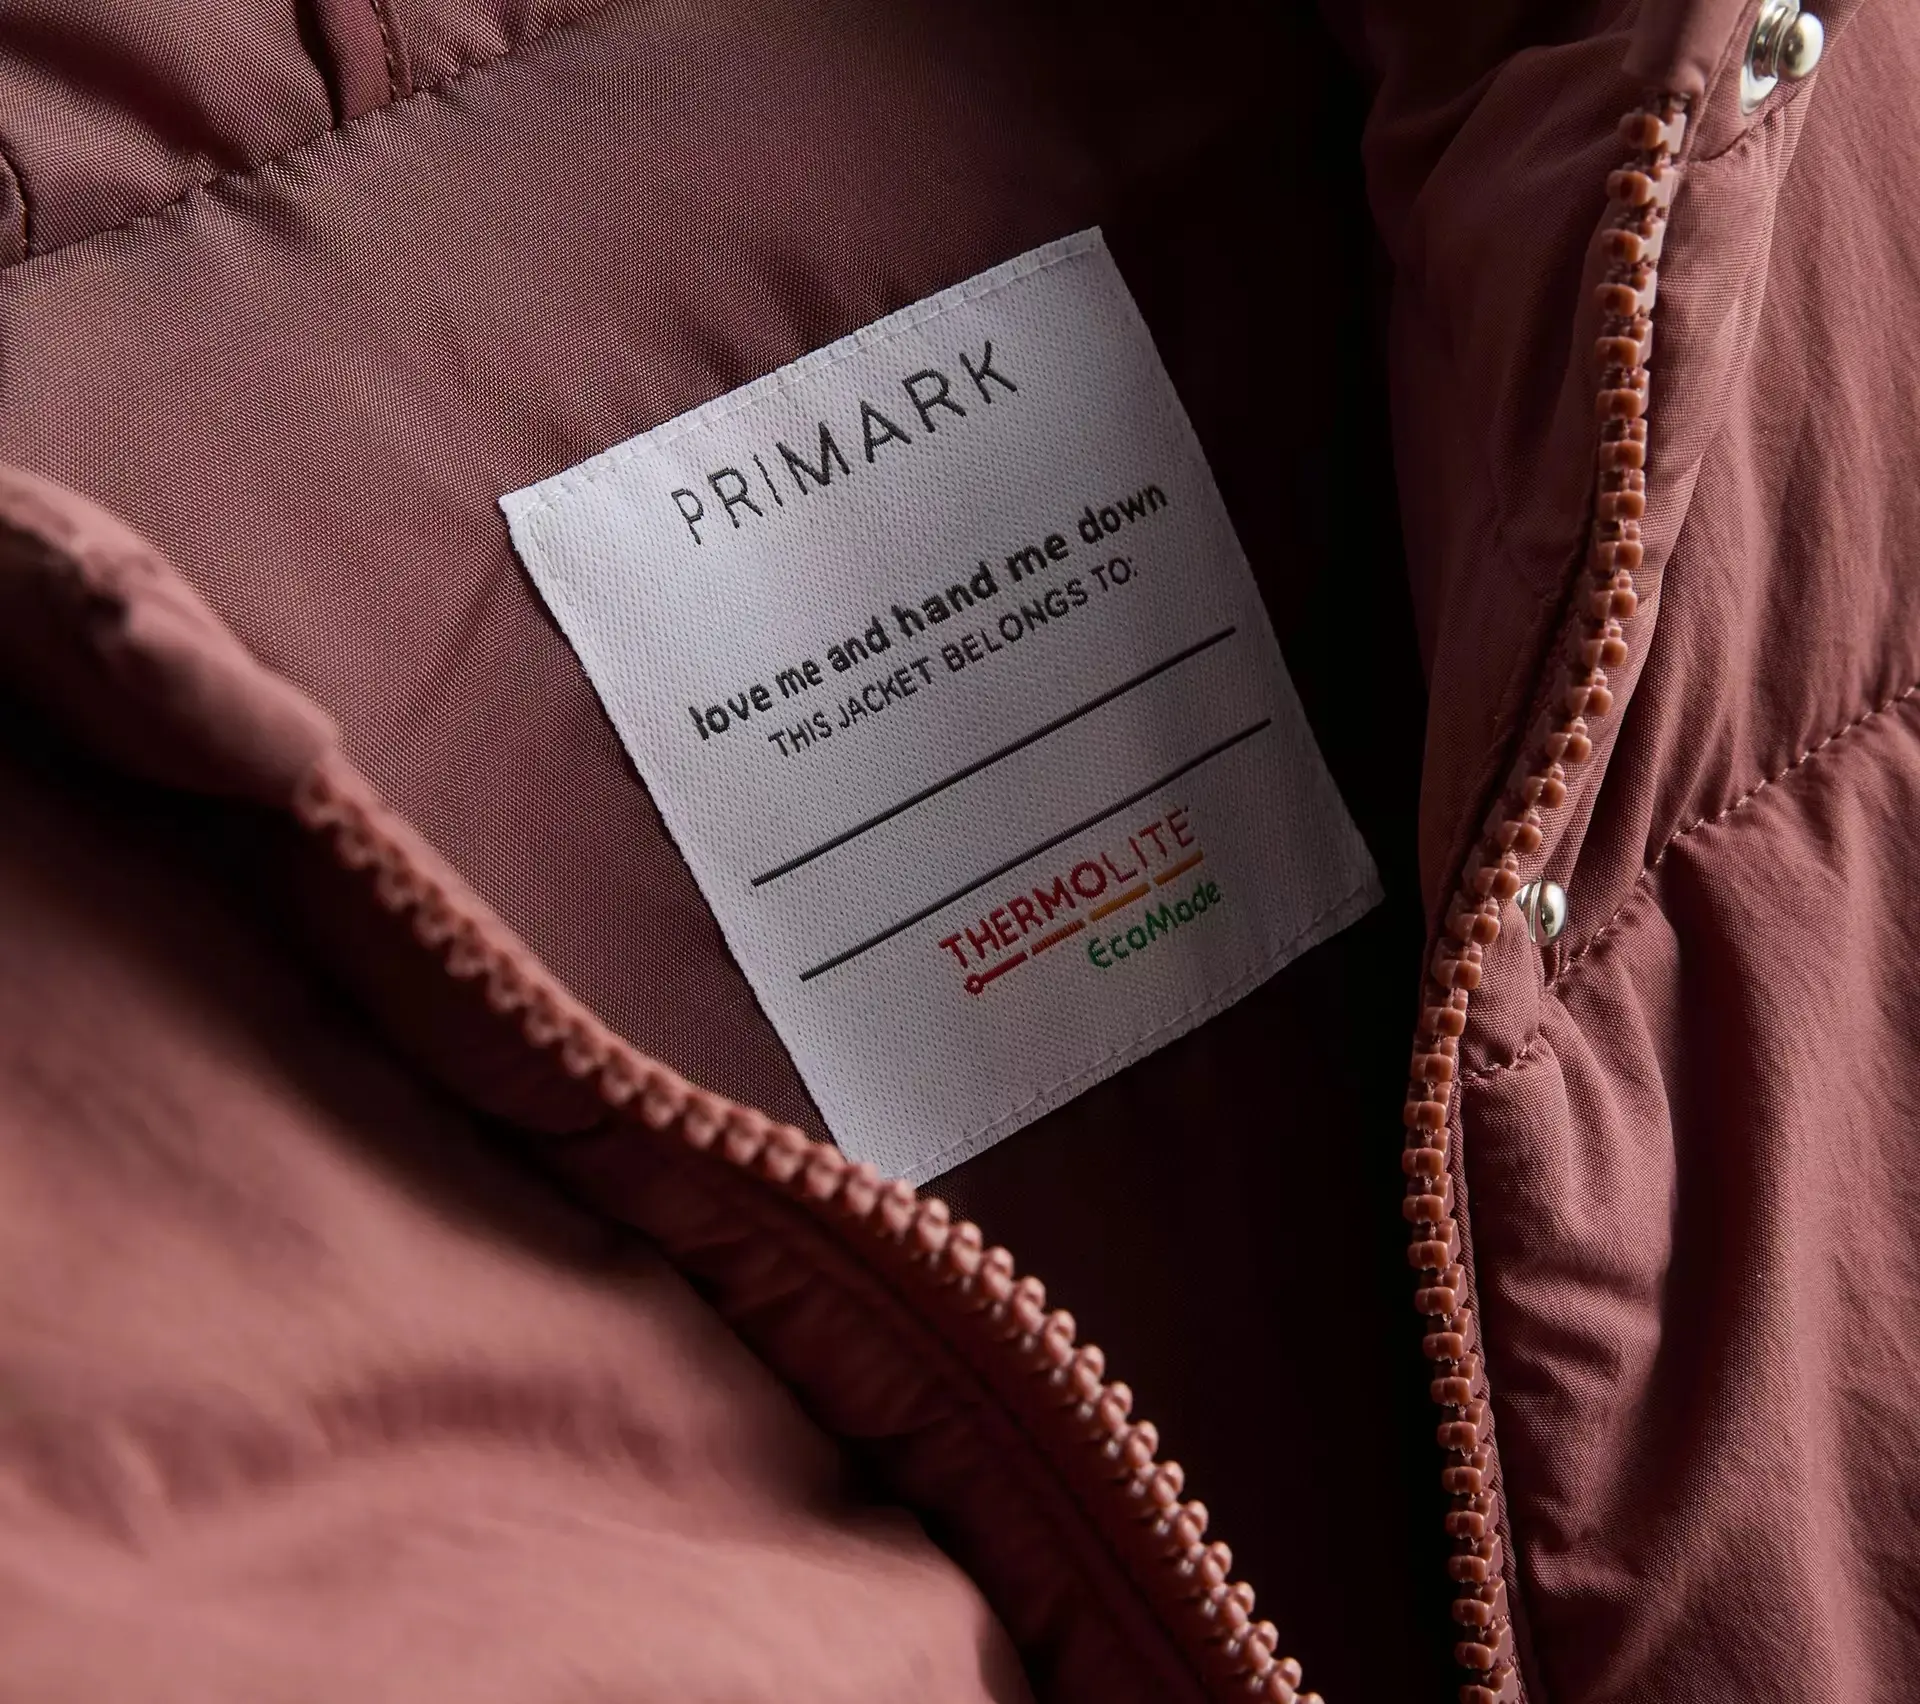 PRIMARK
love me and hand me down
THIS JACKET BELONGS TO:
THERMOLITE
EcoMade